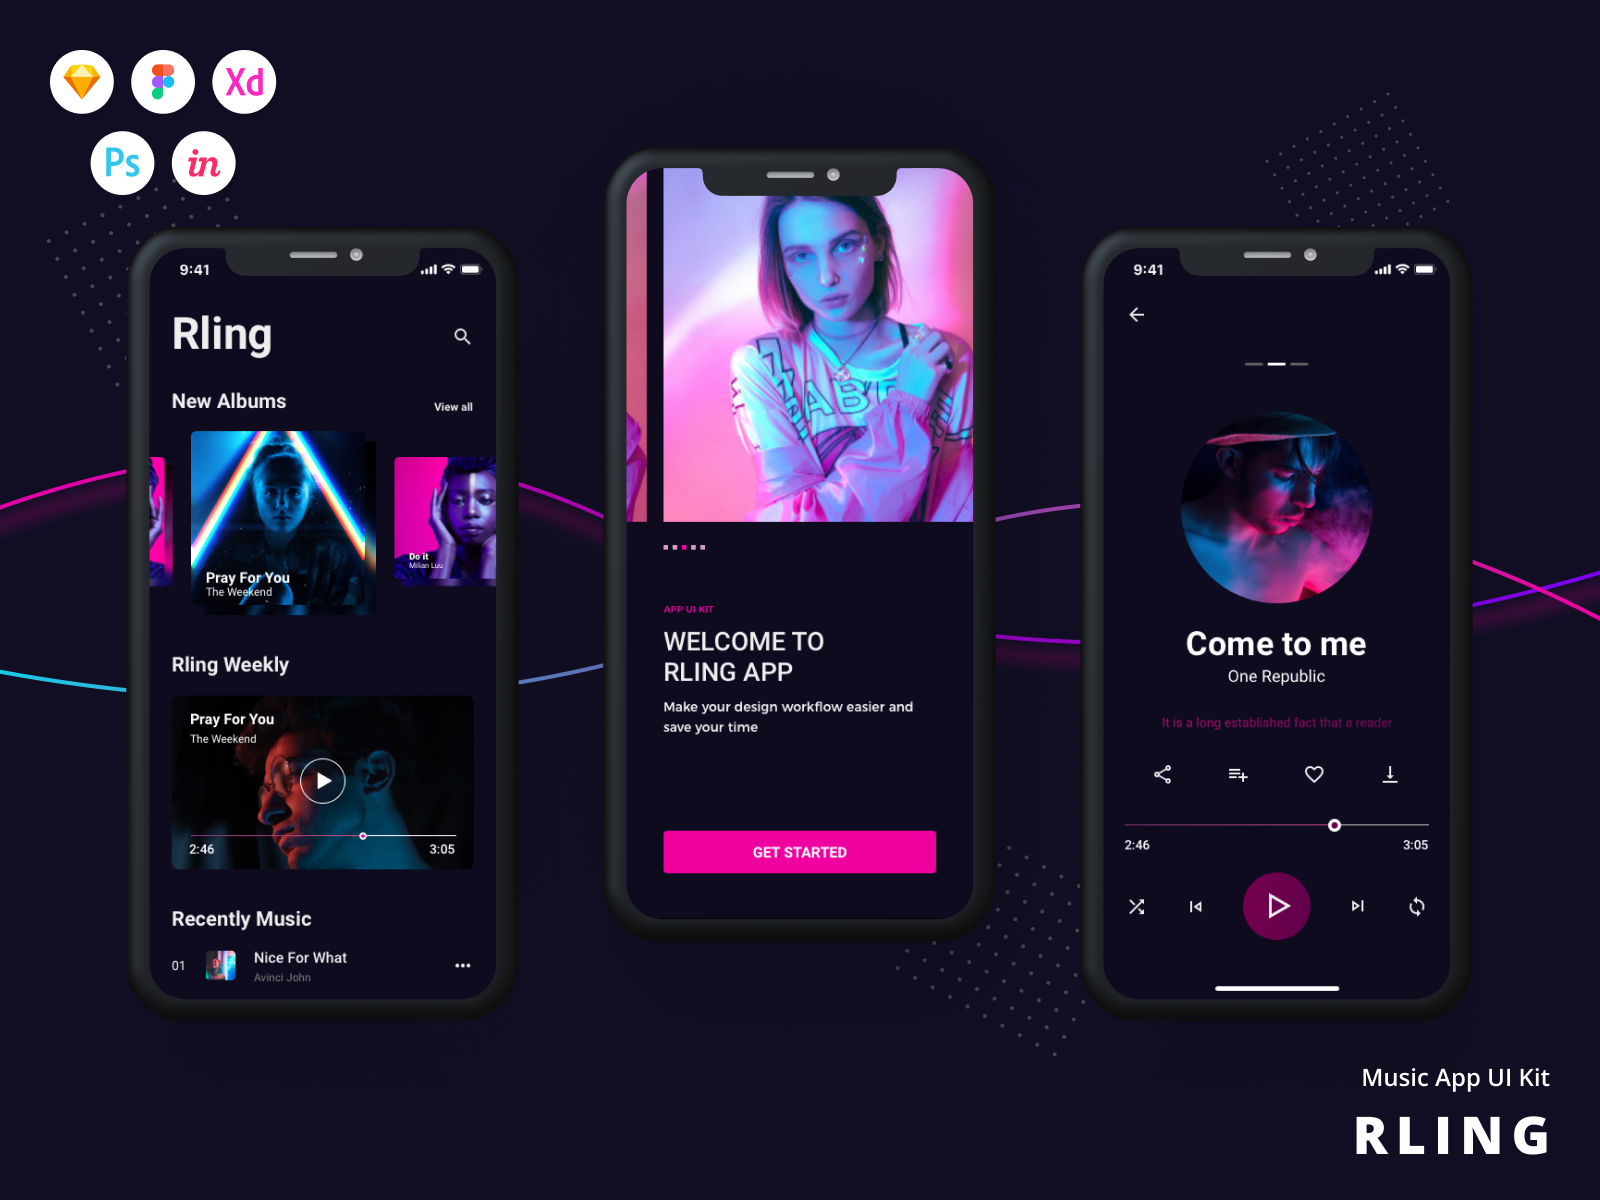 Xd
Ps
in
9:41
Rling
New Albums
View all
Pray For You
The Weekend
Do it
Milian Luu
Rling Weekly
Pray For You
The Weekend
2:46
3:05
Recently Music
01
Nice For What
Avinci John
ABE
APP UI KIT
WELCOME TO
RLING APP
Make your design workflow easier and
save your time
GET STARTED
9:41
Come to me
One Republic
It is a long established fact that a reader
2:46
3:05
Music App UI Kit
RLING